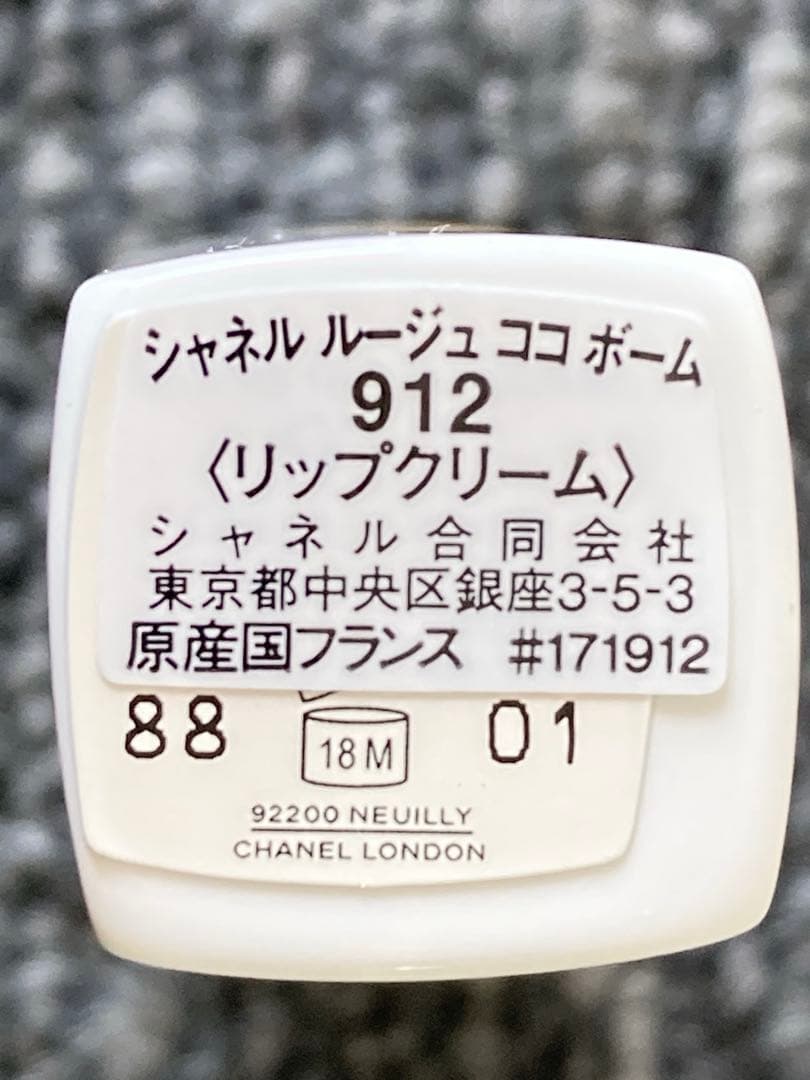 シャネル ルージュ ココ ボーム
912
〈リップクリーム〉
シャネル合同会社
東京都中央区銀座3-5-3
原産国フランス #171912
88 18M 01
92200 NEUILLY
CHANEL LONDON